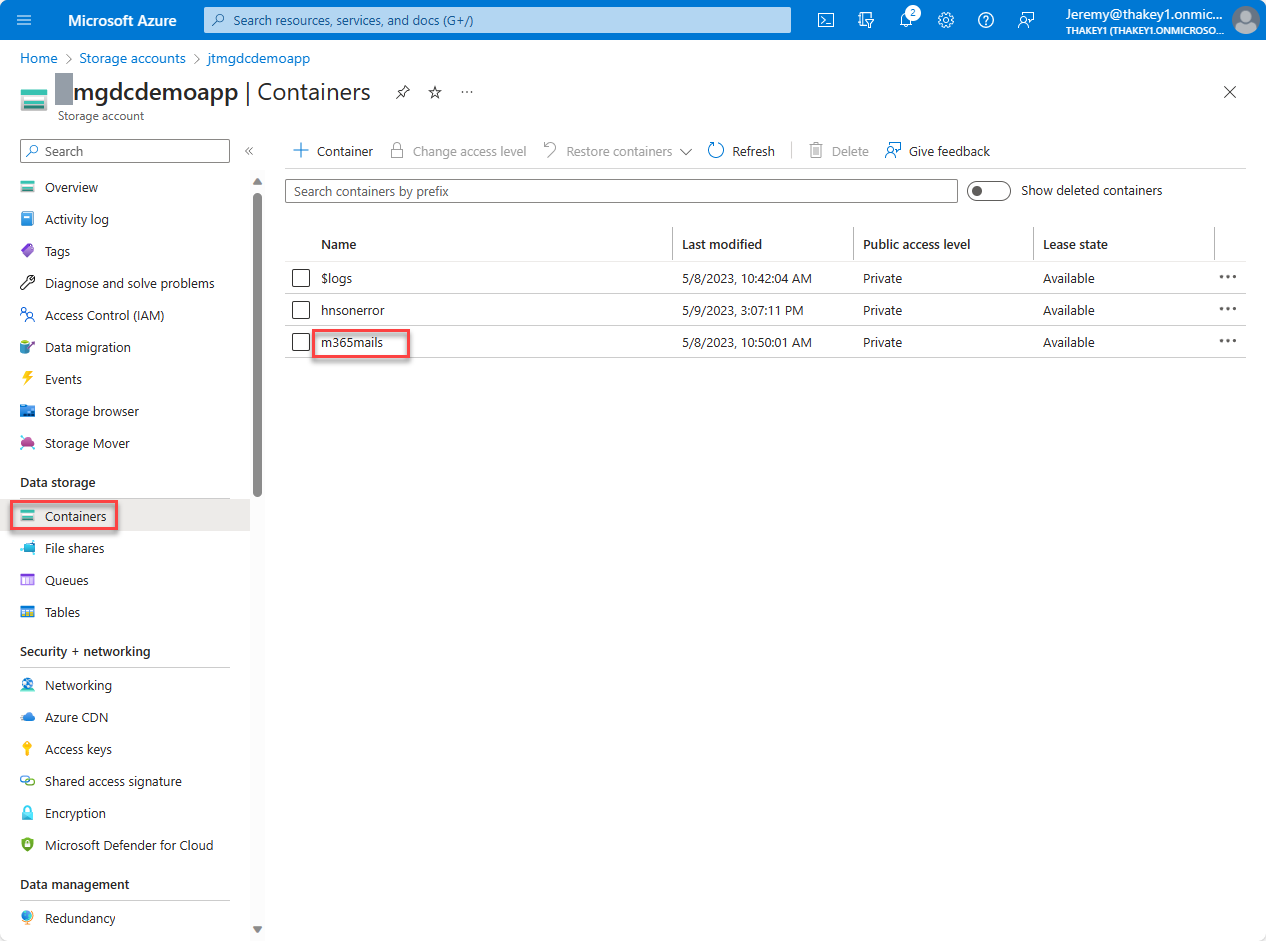 Microsoft Azure
Search resources, services, and docs (G+/)
2
Jeremy@thakey1.onmic...
THAKEY1 (THAKEY1.ONMICROSO...
Home > Storage accounts > jtmgdcdemoapp
mgdcdemoapp | Containers
Storage account
Search
Container
Change access level
Restore containers
Refresh
Delete
Give feedback
Search containers by prefix
Show deleted containers
Name Last modified Public access level Lease state
$logs 5/8/2023, 10:42:04 AM Private Available
hnsonerror 5/9/2023, 3:07:11 PM Private Available
m365mails 5/8/2023, 10:50:01 AM Private Available
Overview
Activity log
Tags
Diagnose and solve problems
Access Control (IAM)
Data migration
Events
Storage browser
Storage Mover
Data storage
Containers
File shares
Queues
Tables
Security + networking
Networking
Azure CDN
Access keys
Shared access signature
Encryption
Microsoft Defender for Cloud
Data management
Redundancy